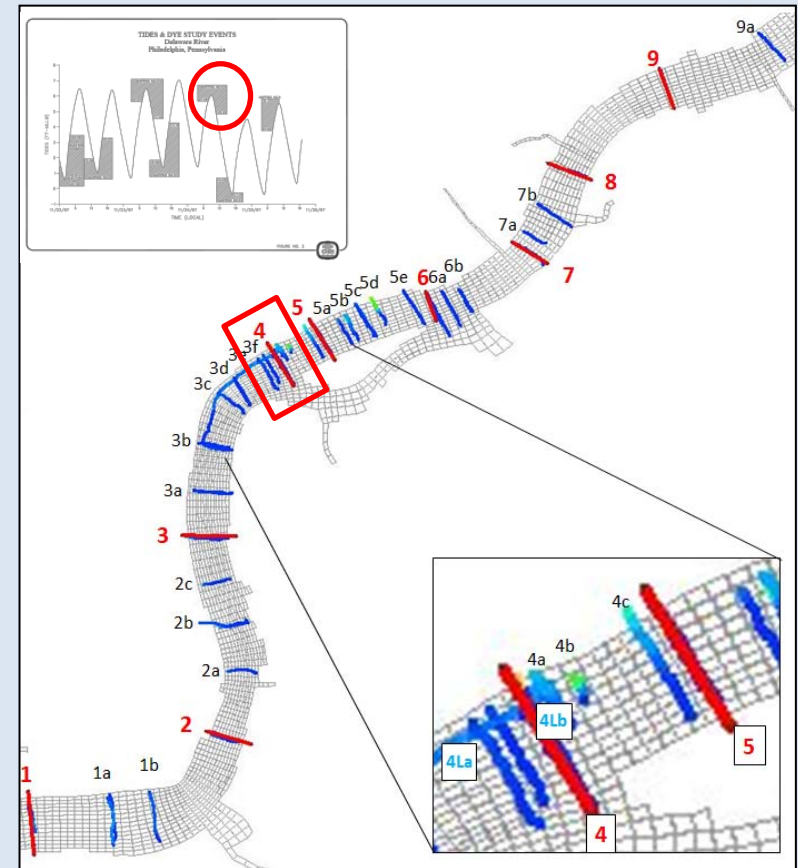 TIDES & DYE STUDY EVENTS
Delaware River
Philadelphia, Pennsylvania
TIME (LOCAL)
FIGURE NO. 2
9a
9
8
7b
7a
7
6b
6a
6
5e
5d
5c
5b
5a
5
4
3f
3d
3c
3b
3a
3
2c
2b
2a
2
1
1a
1b
4c
4b
4a
4Lb
4La
5
4